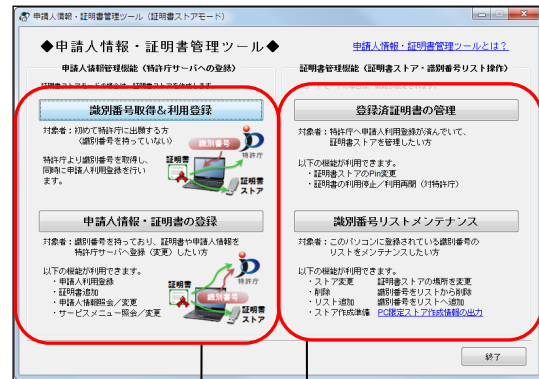 申請人情報・証明書管理ツール（証明書ストアモード）
◆申請人情報・証明書管理ツール◆
申請人情報・証明書管理ツールとは？
申請人情報管理機能（特許庁サーバへの登録）
識別番号取得＆利用登録
対象者：初めて特許庁に出願する方
（識別番号を持っていない）
特許庁より識別番号を取得し、
同時に申請人利用登録を行い
ます。
識別番号
特許庁
証明書
証明書
ストア
申請人情報・証明書の登録
対象者：識別番号を持っており、証明書や申請人情報を
特許庁サーバへ登録（変更）したい方
以下の機能が利用できます。
・申請人利用登録
・証明書追加
・申請人情報照会／変更
・サービスメニュー照会／変更
証明書
特許庁
識別番号
証明書
ストア
証明書管理機能（証明書ストア・識別番号リスト操作）
登録済証明書の管理
対象者：特許庁へ申請人利用登録が済んでいて、
証明書ストアを管理したい方
以下の機能が利用できます。
・証明書ストアのPin変更
・証明書の利用停止／利用再開（対特許庁）
識別番号リストメンテナンス
対象者：このパソコンに登録されている識別番号の
リストをメンテナンスしたい方
以下の機能が利用できます。
・ストア変更　証明書ストアの場所を変更
・削除　識別番号をリストから削除
・リスト追加　識別番号をリストへ追加
・ストア作成準備　PC限定ストア作成情報の出力
終了